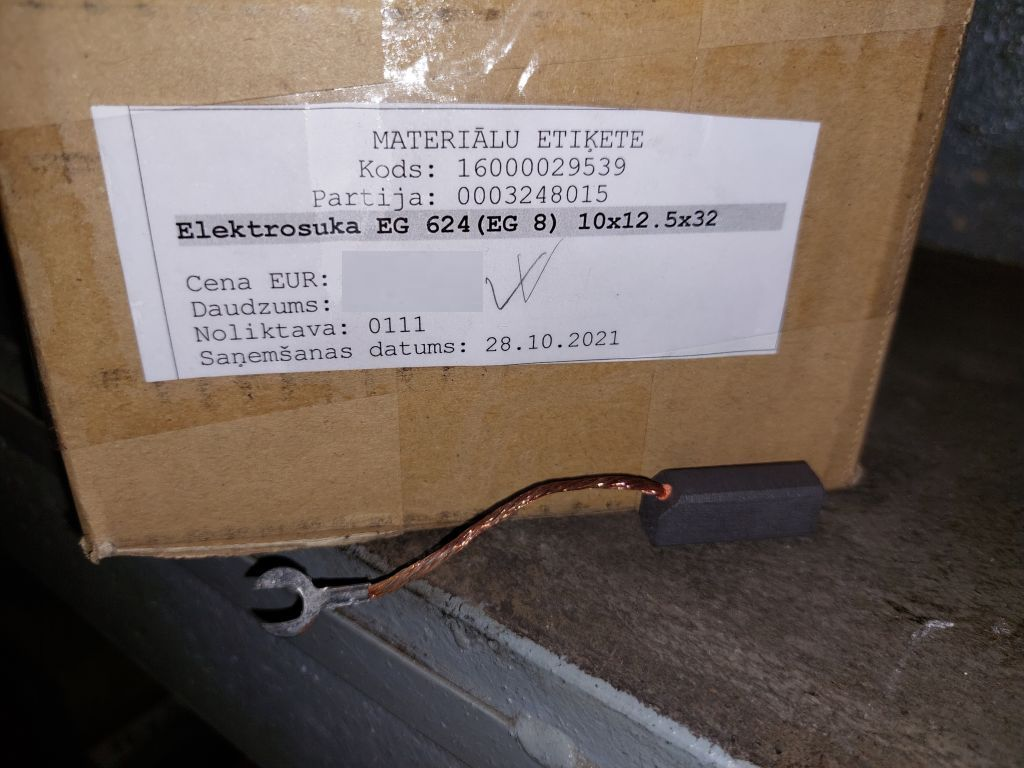 MATERIĀLU ETIĶETE
Kods: 16000029539
Partija: 0003248015
Elektrosuka EG 624(EG 8) 10x12.5x32
Cena EUR:
Daudzums:
Noliktava: 0111
Saņemšanas datums: 28.10.2021